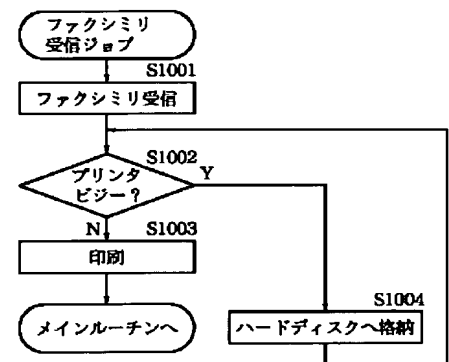 ファクシミリ
受信ジョブ
S1001
ファクシミリ受信
S1002
プリンタ
ビジー？
Y
N
S1003
印刷
メインルーチンへ
S1004
ハードディスクへ格納